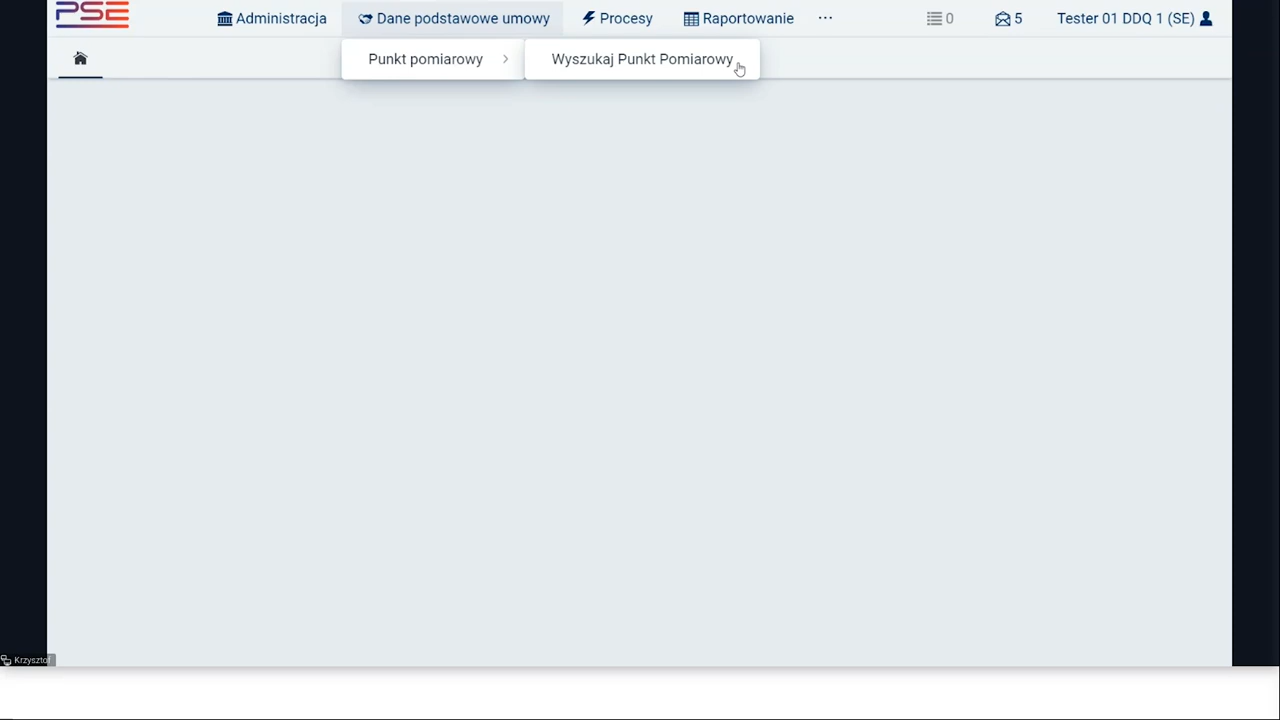 PSE
Administracja
Dane podstawowe umowy
Procesy
Raportowanie
...
0
5
Tester 01 DDQ 1 (SE)
Punkt pomiarowy
Wyszukaj Punkt Pomiarowy
Krzysztof